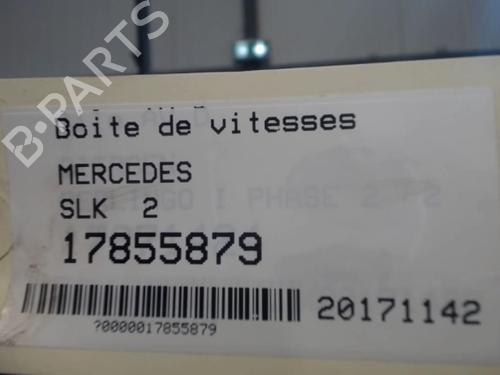 B-PARTS
Boite de vitesses
MERCEDES
SLK 2
17855879
20171142
?0000017855879